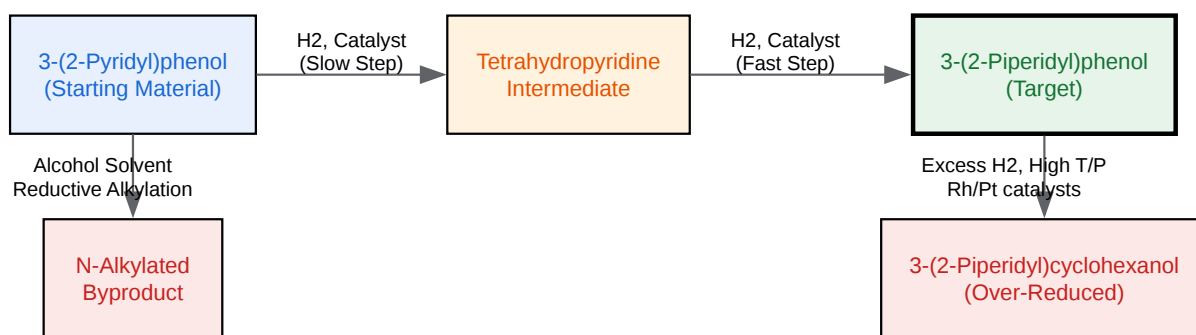 3-(2-Pyridyl)phenol
(Starting Material)
H2, Catalyst
(Slow Step)
Tetrahydropyridine
Intermediate
H2, Catalyst
(Fast Step)
3-(2-Piperidyl)phenol
(Target)
Alcohol Solvent
Reductive Alkylation
Excess H2, High T/P
Rh/Pt catalysts
N-Alkylated
Byproduct
3-(2-Piperidyl)cyclohexanol
(Over-Reduced)